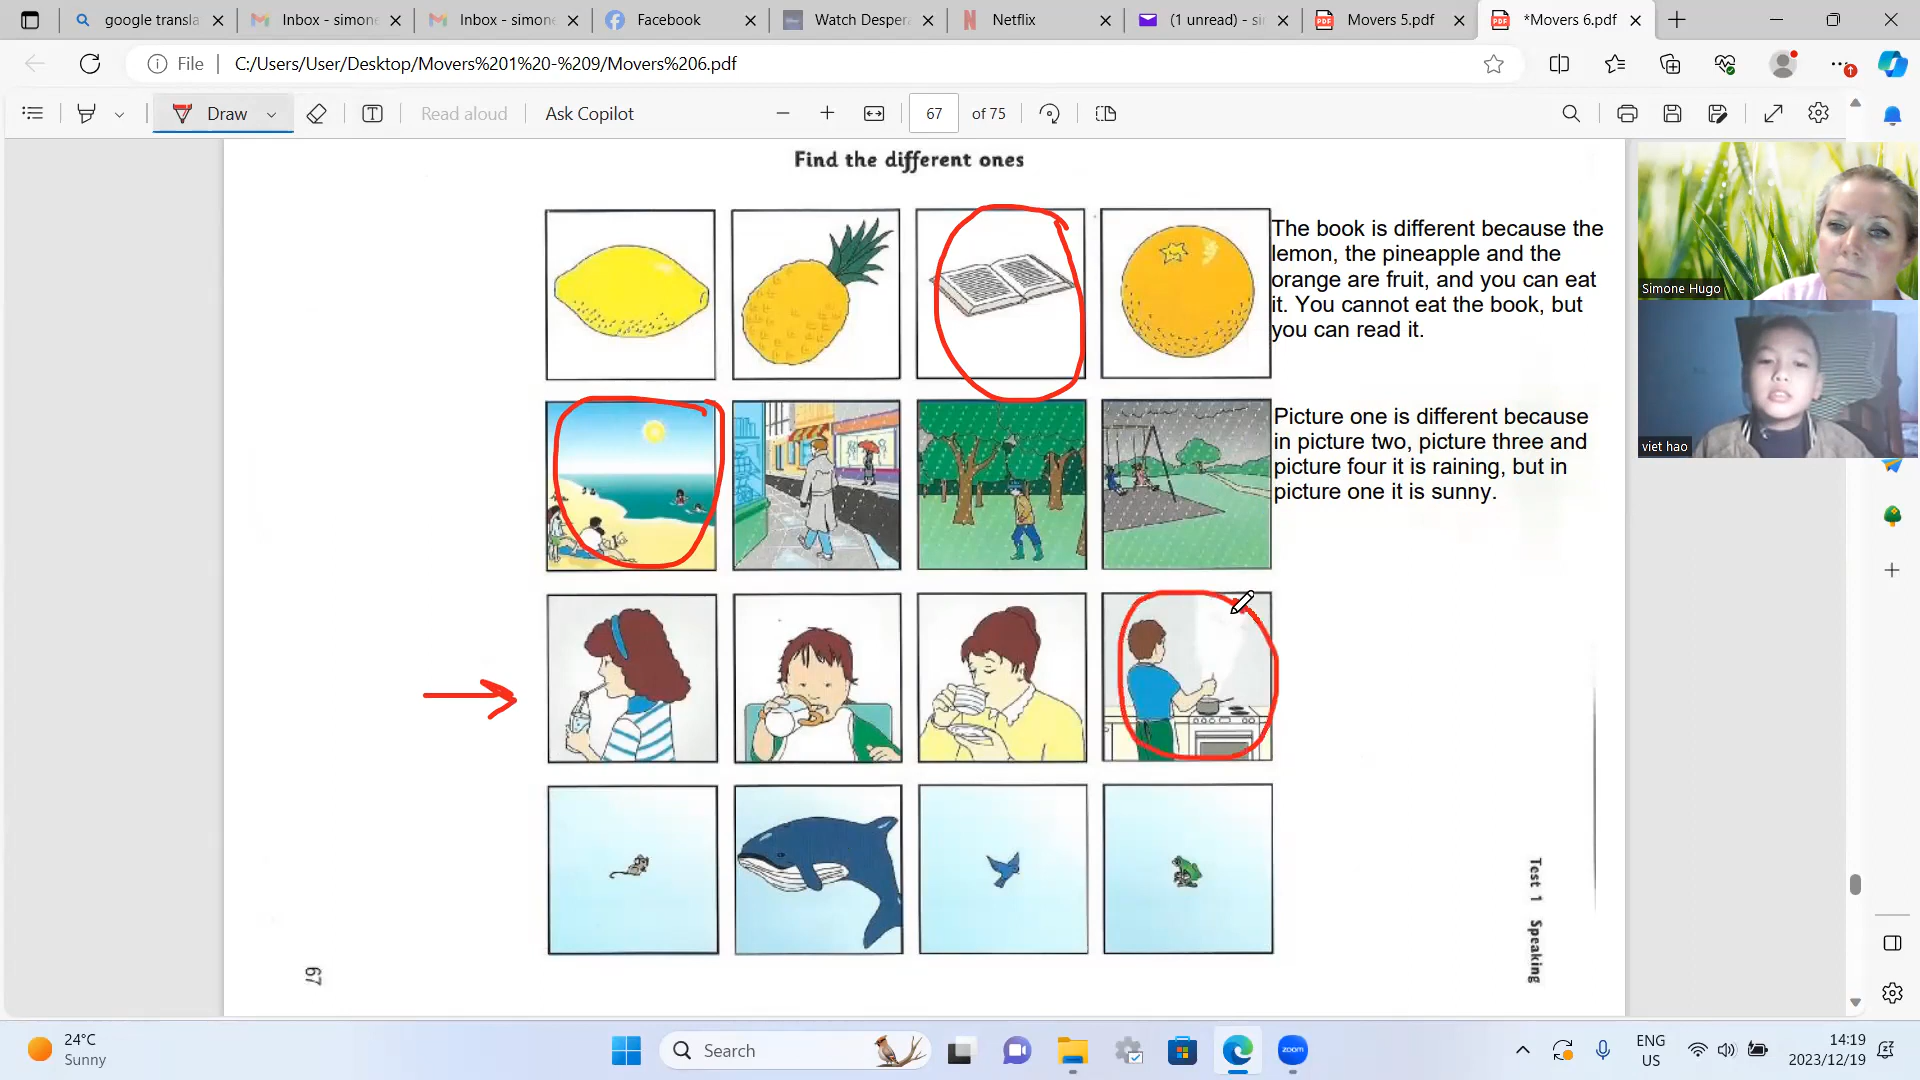 google transla
Inbox - simone
Inbox - simone
Facebook
Watch Desper
Netflix
(1 unread) - si
Movers 5.pdf
*Movers 6.pdf
File
C:/Users/User/Desktop/Movers%201%20-%209/Movers%206.pdf
Draw
Read aloud
Ask Copilot
67
of 75
Find the different ones
The book is different because the
lemon, the pineapple and the
orange are fruit, and you can eat
it. You cannot eat the book, but
you can read it.
Picture one is different because
in picture two, picture three and
picture four it is raining, but in
picture one it is sunny.
Simone Hugo
viet hao
Test 1 Speaking
67
24°C
Sunny
Search
zoom
ENG
US
14:19
2023/12/19